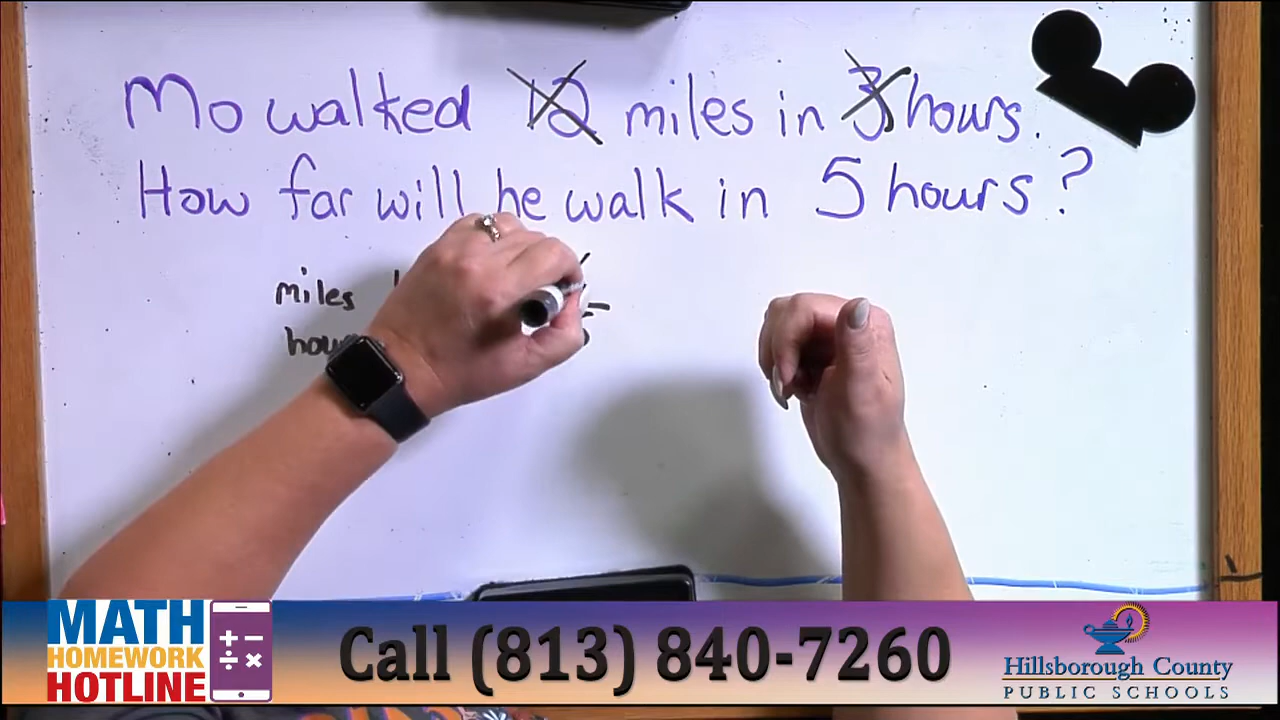 Mo walked 12 miles in 3 hours.
How far will he walk in 5 hours?
miles
MATH
HOMEWORK
HOTLINE
+ −
÷ ×
Call (813) 840-7260
Hillsborough County
PUBLIC SCHOOLS